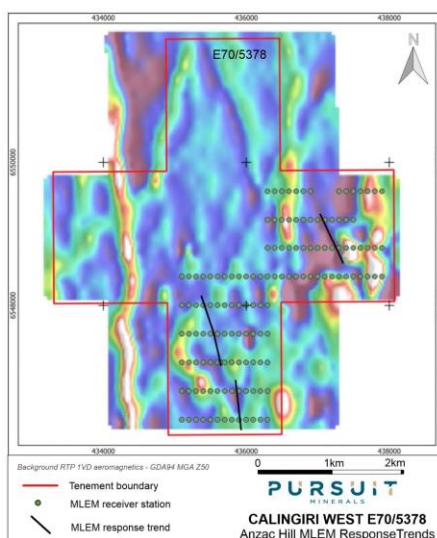 434000 436000 438000
E70/5378
N
6550000
6548000
434000 436000 438000
Background RTP 1VD aeromagnetics - GDA94 MGA Z50
0 1km 2km
Tenement boundary
MLEM receiver station
MLEM response trend
PURSUIT
MINERALS
CALINGIRI WEST E70/5378
Anzac Hill MLEM ResponseTrends